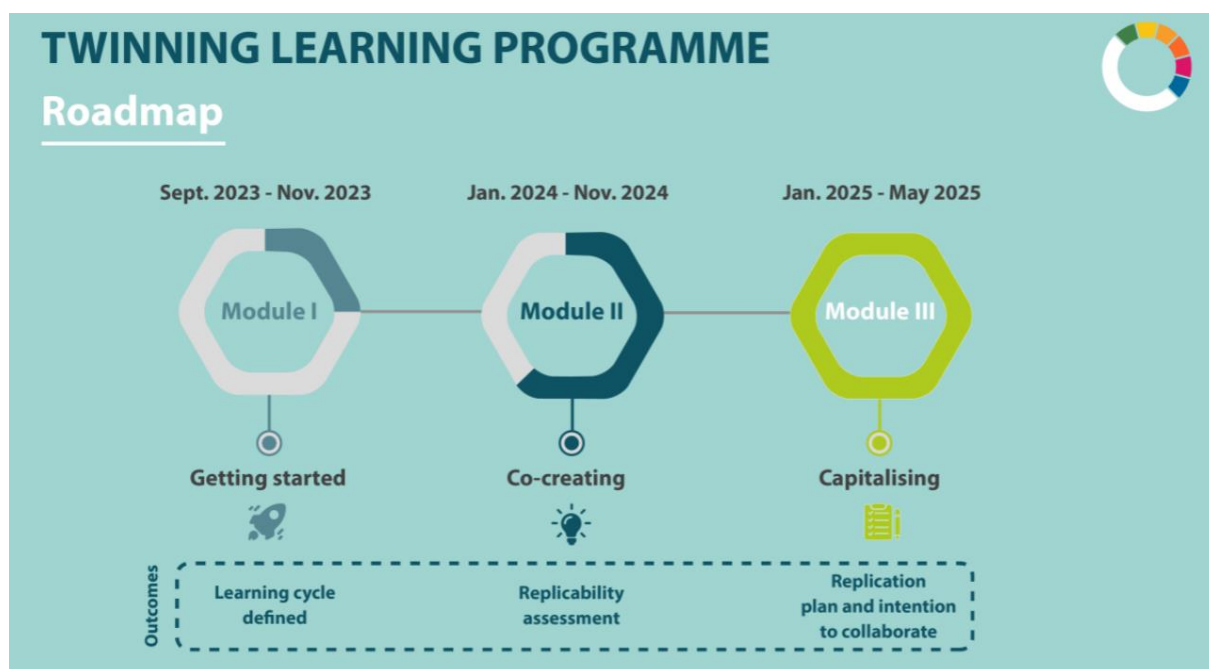 TWINNING LEARNING PROGRAMME
Roadmap
Sept. 2023 - Nov. 2023
Jan. 2024 - Nov. 2024
Jan. 2025 - May 2025
Module I
Module II
Module III
Getting started
Co-creating
Capitalising
Outcomes
Learning cycle
defined
Replicability
assessment
Replication
plan and intention
to collaborate